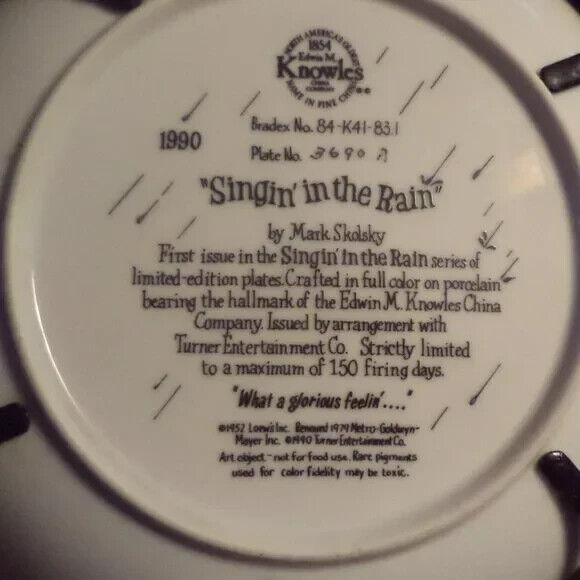 NORTH AMERICA'S OLDEST
1854
Edwin M.
Knowles
CHINA
COMPANY
NAME IN FINE CHINA
®©
1990
Bradex No. 84-K41-83.1
Plate No. 3690 A
"Singin' in the Rain"
by Mark Skolsky
First issue in the Singin' in the Rain series of
limited-edition plates. Crafted in full color on porcelain
bearing the hallmark of the Edwin M. Knowles China
Company. Issued by arrangement with
Turner Entertainment Co. Strictly limited
to a maximum of 150 firing days.
"What a glorious feelin'...."
©1952 Loew's Inc. Renewed 1979 Metro-Goldwyn-
Mayer Inc. ©1990 Turner Entertainment Co.
Art object - not for food use. Rare pigments
used for color fidelity may be toxic.